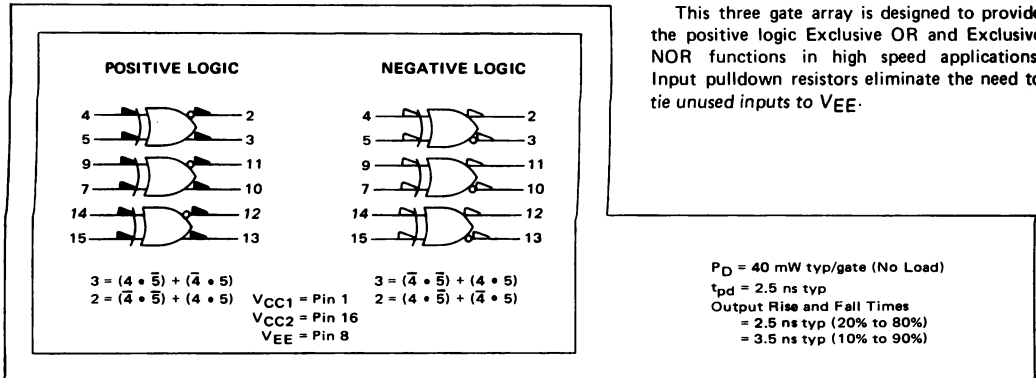 This three gate array is designed to provide
the positive logic Exclusive OR and Exclusive
NOR functions in high speed applications
Input pulldown resistors eliminate the need to
tie unused inputs to VEE.
POSITIVE LOGIC
4 2
5 3
9 11
7 10
14 12
15 13
3 = (4 • 5̅) + (4̅ • 5)
2 = (4̅ • 5̅) + (4 • 5)
NEGATIVE LOGIC
4 2
5 3
9 11
7 10
14 12
15 13
3 = (4̅ • 5̅) + (4 • 5)
2 = (4 • 5̅) + (4̅ • 5)
VCC1 = Pin 1
VCC2 = Pin 16
VEE = Pin 8
PD = 40 mW typ/gate (No Load)
tpd = 2.5 ns typ
Output Rise and Fall Times
= 2.5 ns typ (20% to 80%)
= 3.5 ns typ (10% to 90%)